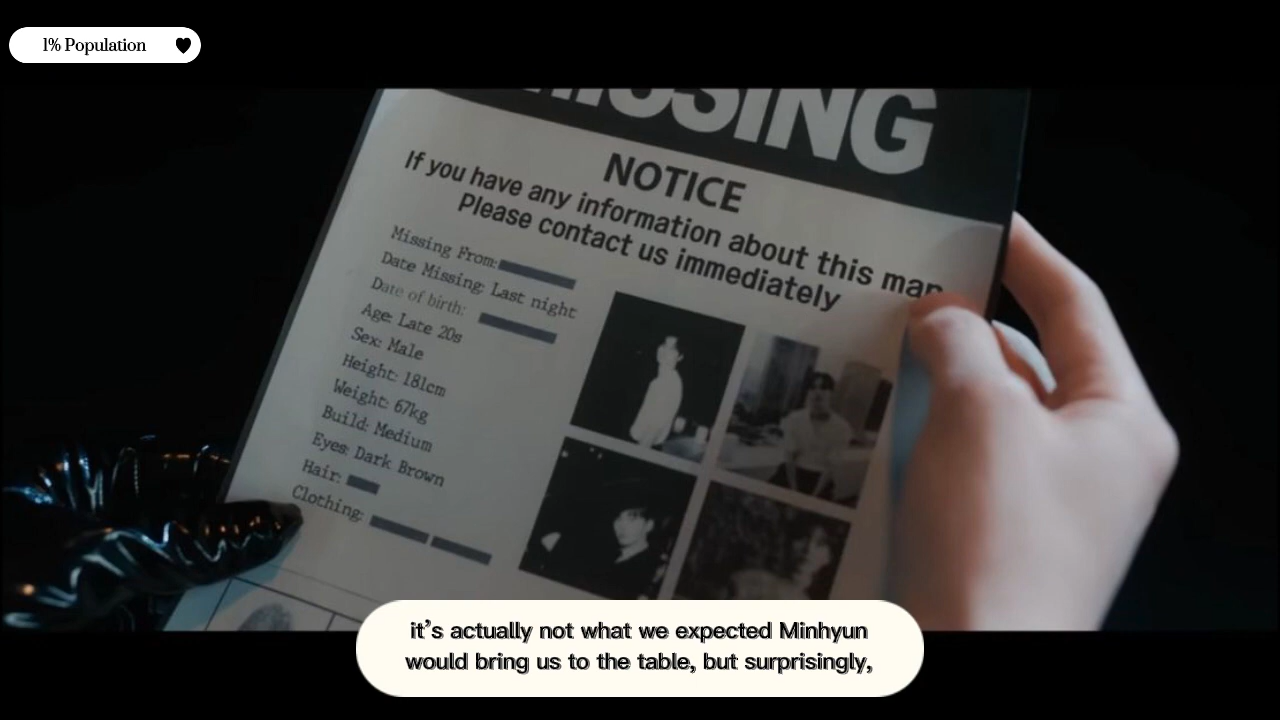 1% Population
MISSING
NOTICE
If you have any information about this man
Please contact us immediately
Missing From:
Date Missing: Last night
Date of birth:
Age: Late 20s
Sex: Male
Height: 181cm
Weight: 67kg
Build: Medium
Eyes: Dark Brown
Hair:
Clothing:
it’s actually not what we expected Minhyun
would bring us to the table, but surprisingly,